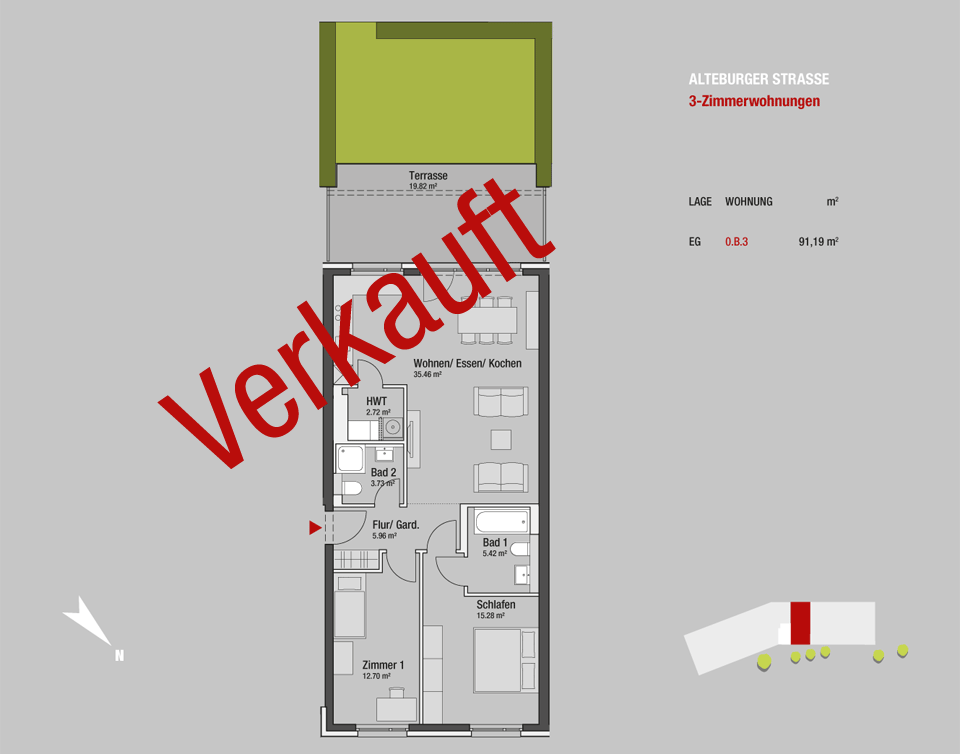 ALTEBURGER STRASSE
3-Zimmerwohnungen
LAGE WOHNUNG m²
EG 0.B.3 91,19 m²
Terrasse
19.82 m²
Verkauft
Wohnen/ Essen/ Kochen
35.46 m²
HWT
2.72 m²
Bad 2
3.73 m²
Flur/ Gard.
5.96 m²
Bad 1
5.42 m²
Schlafen
15.28 m²
Zimmer 1
12.70 m²
N